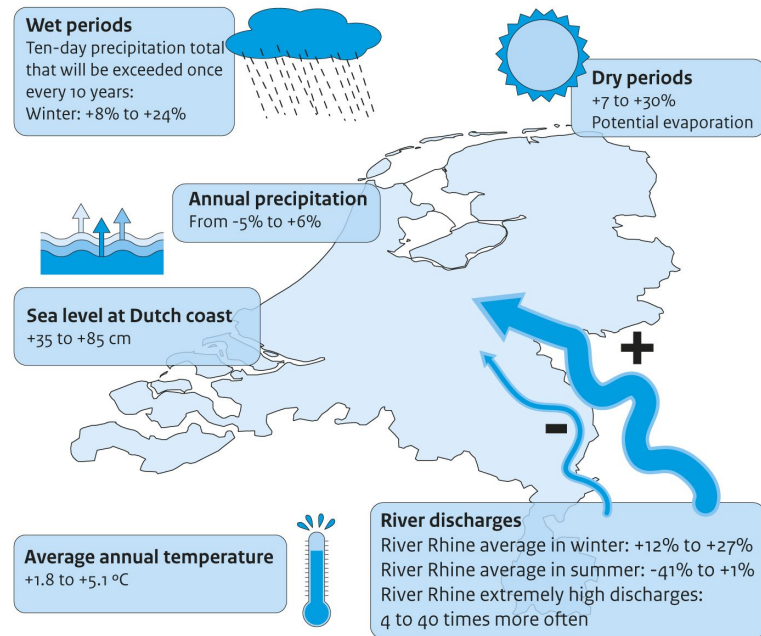 Wet periods
Ten-day precipitation total
that will be exceeded once
every 10 years:
Winter: +8% to +24%
Dry periods
+7 to +30%
Potential evaporation
Annual precipitation
From -5% to +6%
Sea level at Dutch coast
+35 to +85 cm
+
-
River discharges
River Rhine average in winter: +12% to +27%
River Rhine average in summer: -41% to +1%
River Rhine extremely high discharges:
4 to 40 times more often
Average annual temperature
+1.8 to +5.1 ºC